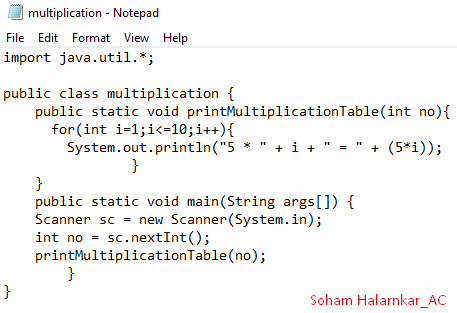 multiplication - Notepad
File Edit Format View Help
import java.util.*;
public class multiplication {
public static void printMultiplicationTable(int no){
for(int i=1;i<=10;i++){
System.out.println("5 * " + i + " = " + (5*i));
}
}
public static void main(String args[]) {
Scanner sc = new Scanner(System.in);
int no = sc.nextInt();
printMultiplicationTable(no);
}
}
Soham Halarnkar_AC